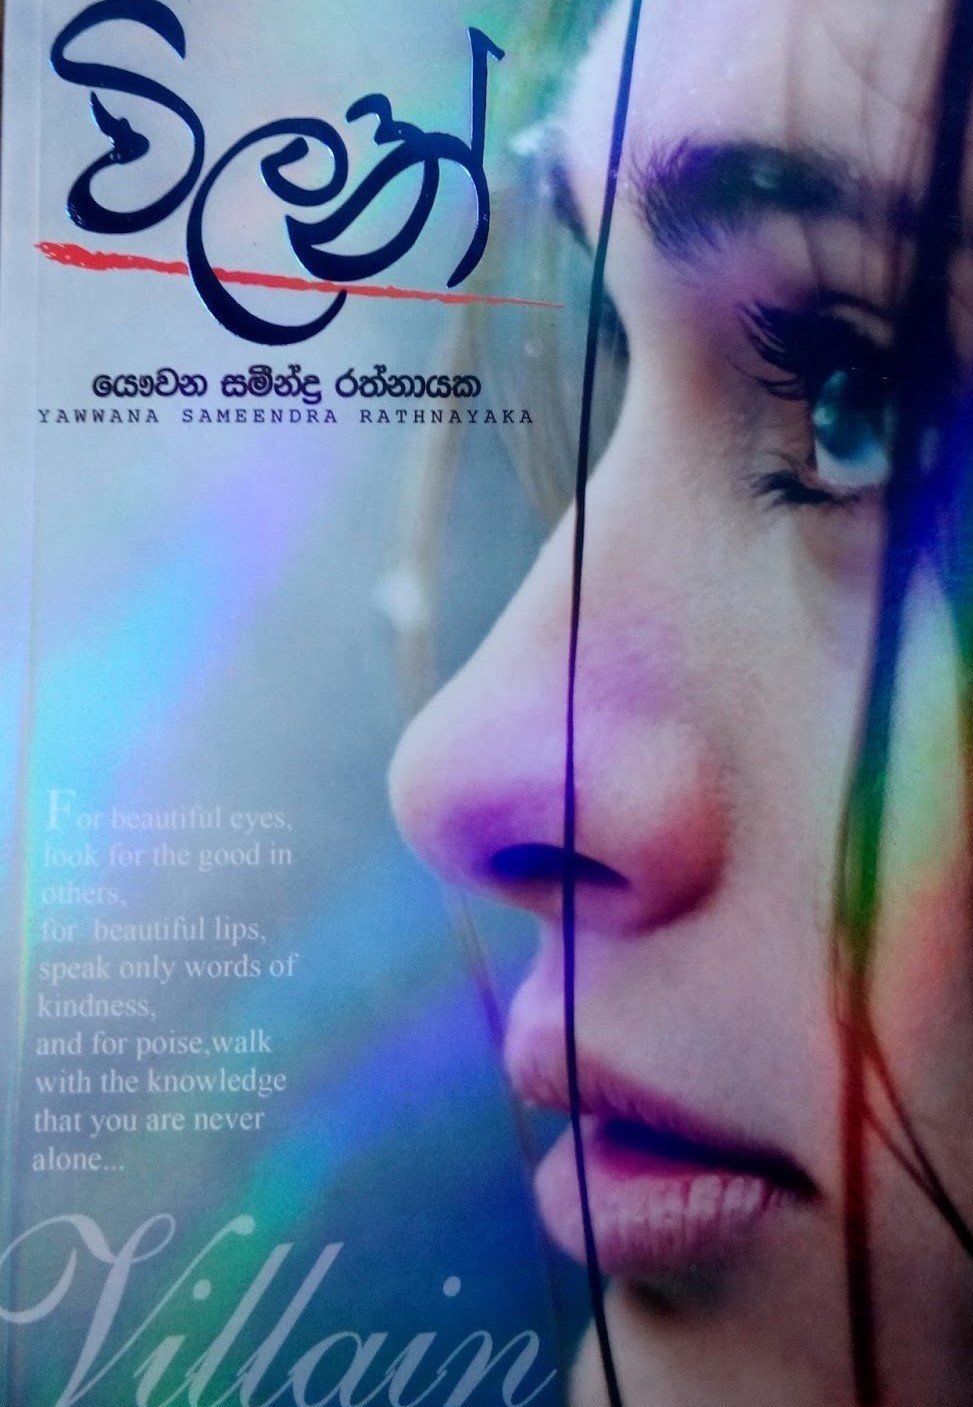 විලන්
යෞවන සමීන්ද්‍ර රත්නායක
YAWWANA SAMEENDRA RATHNAYAKA
For beautiful eyes,
look for the good in
others,
for beautiful lips,
speak only words of
kindness,
and for poise,walk
with the knowledge
that you are never
alone...
Villain